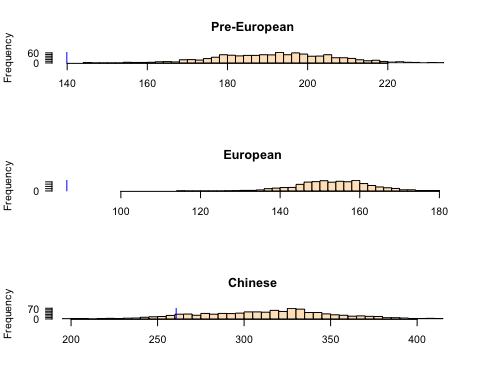 Pre-European
Frequency
60
0
140 160 180 200 220
European
Frequency
0
100 120 140 160 180
Chinese
Frequency
70
0
200 250 300 350 400